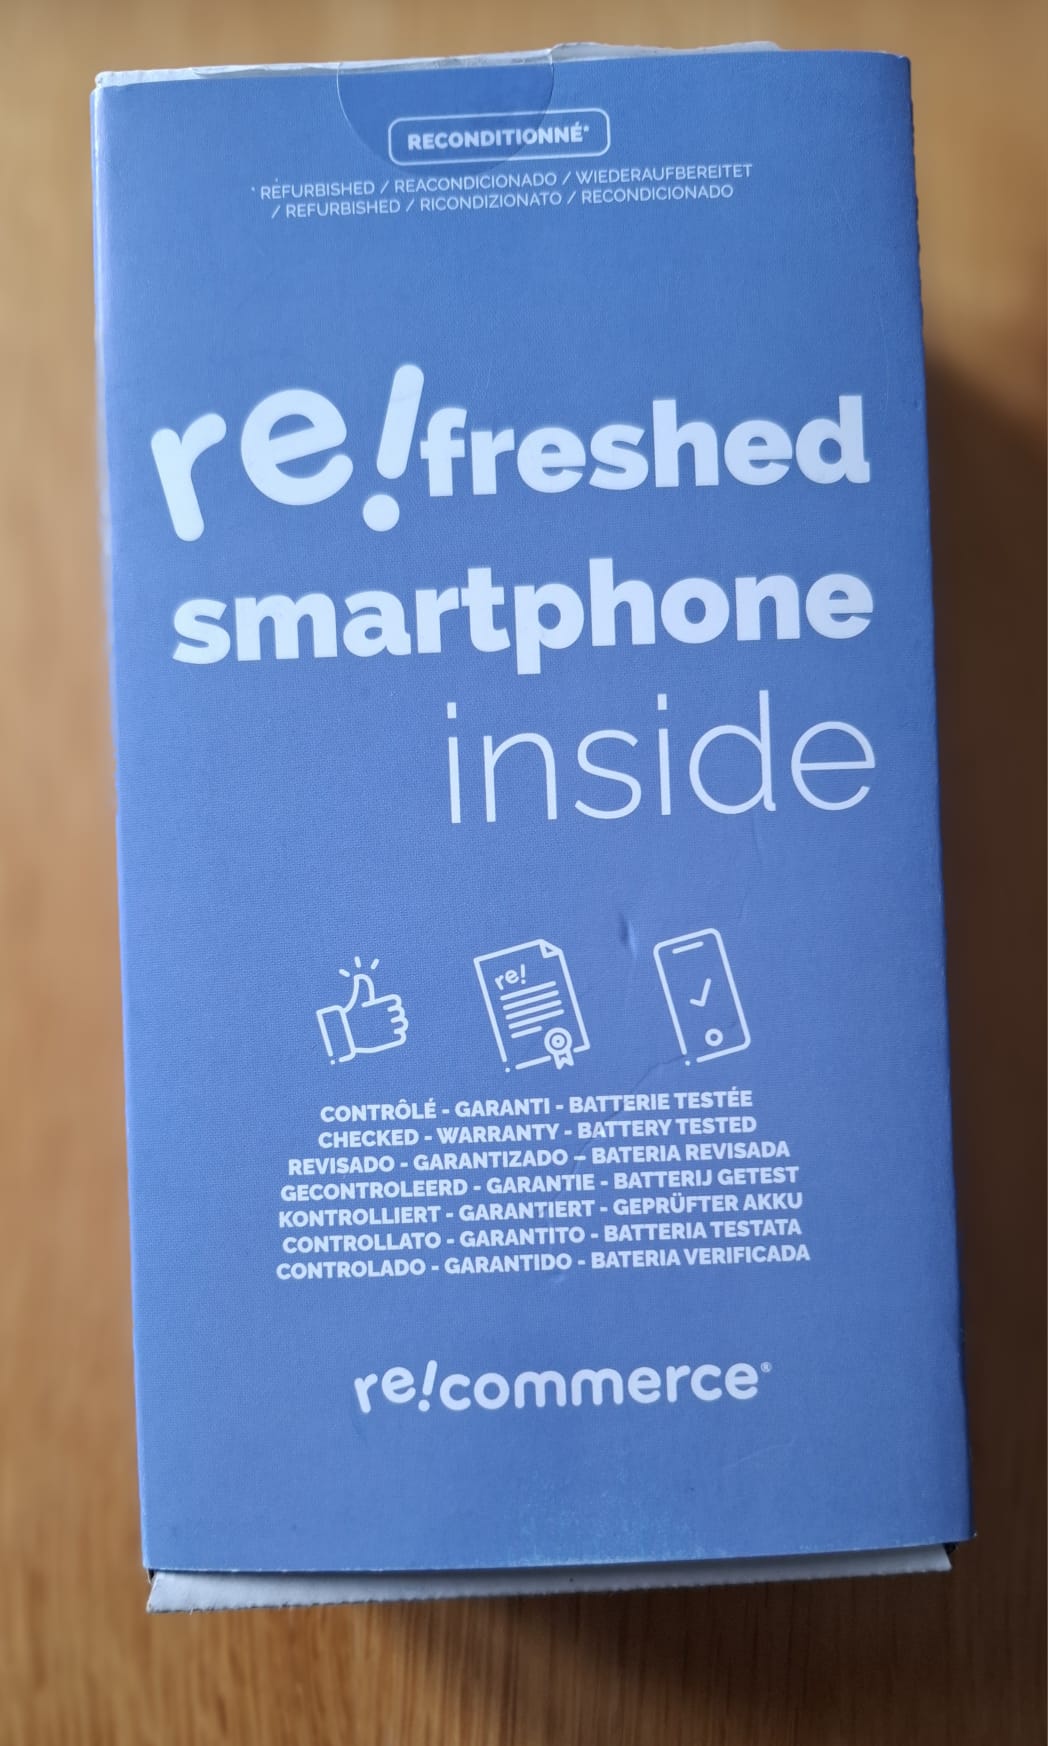 RECONDITIONNÉ*
* REFURBISHED / REACONDICIONADO / WIEDERAUFBEREITET
/ REFURBISHED / RICONDIZIONATO / RECONDICIONADO
re!freshed
smartphone
inside
re!
CONTRÔLÉ - GARANTI - BATTERIE TESTÉE
CHECKED - WARRANTY - BATTERY TESTED
REVISADO - GARANTIZADO – BATERIA REVISADA
GECONTROLEERD - GARANTIE - BATTERIJ GETEST
KONTROLLIERT - GARANTIERT - GEPRÜFTER AKKU
CONTROLLATO - GARANTITO - BATTERIA TESTATA
CONTROLADO - GARANTIDO - BATERIA VERIFICADA
re!commerce®